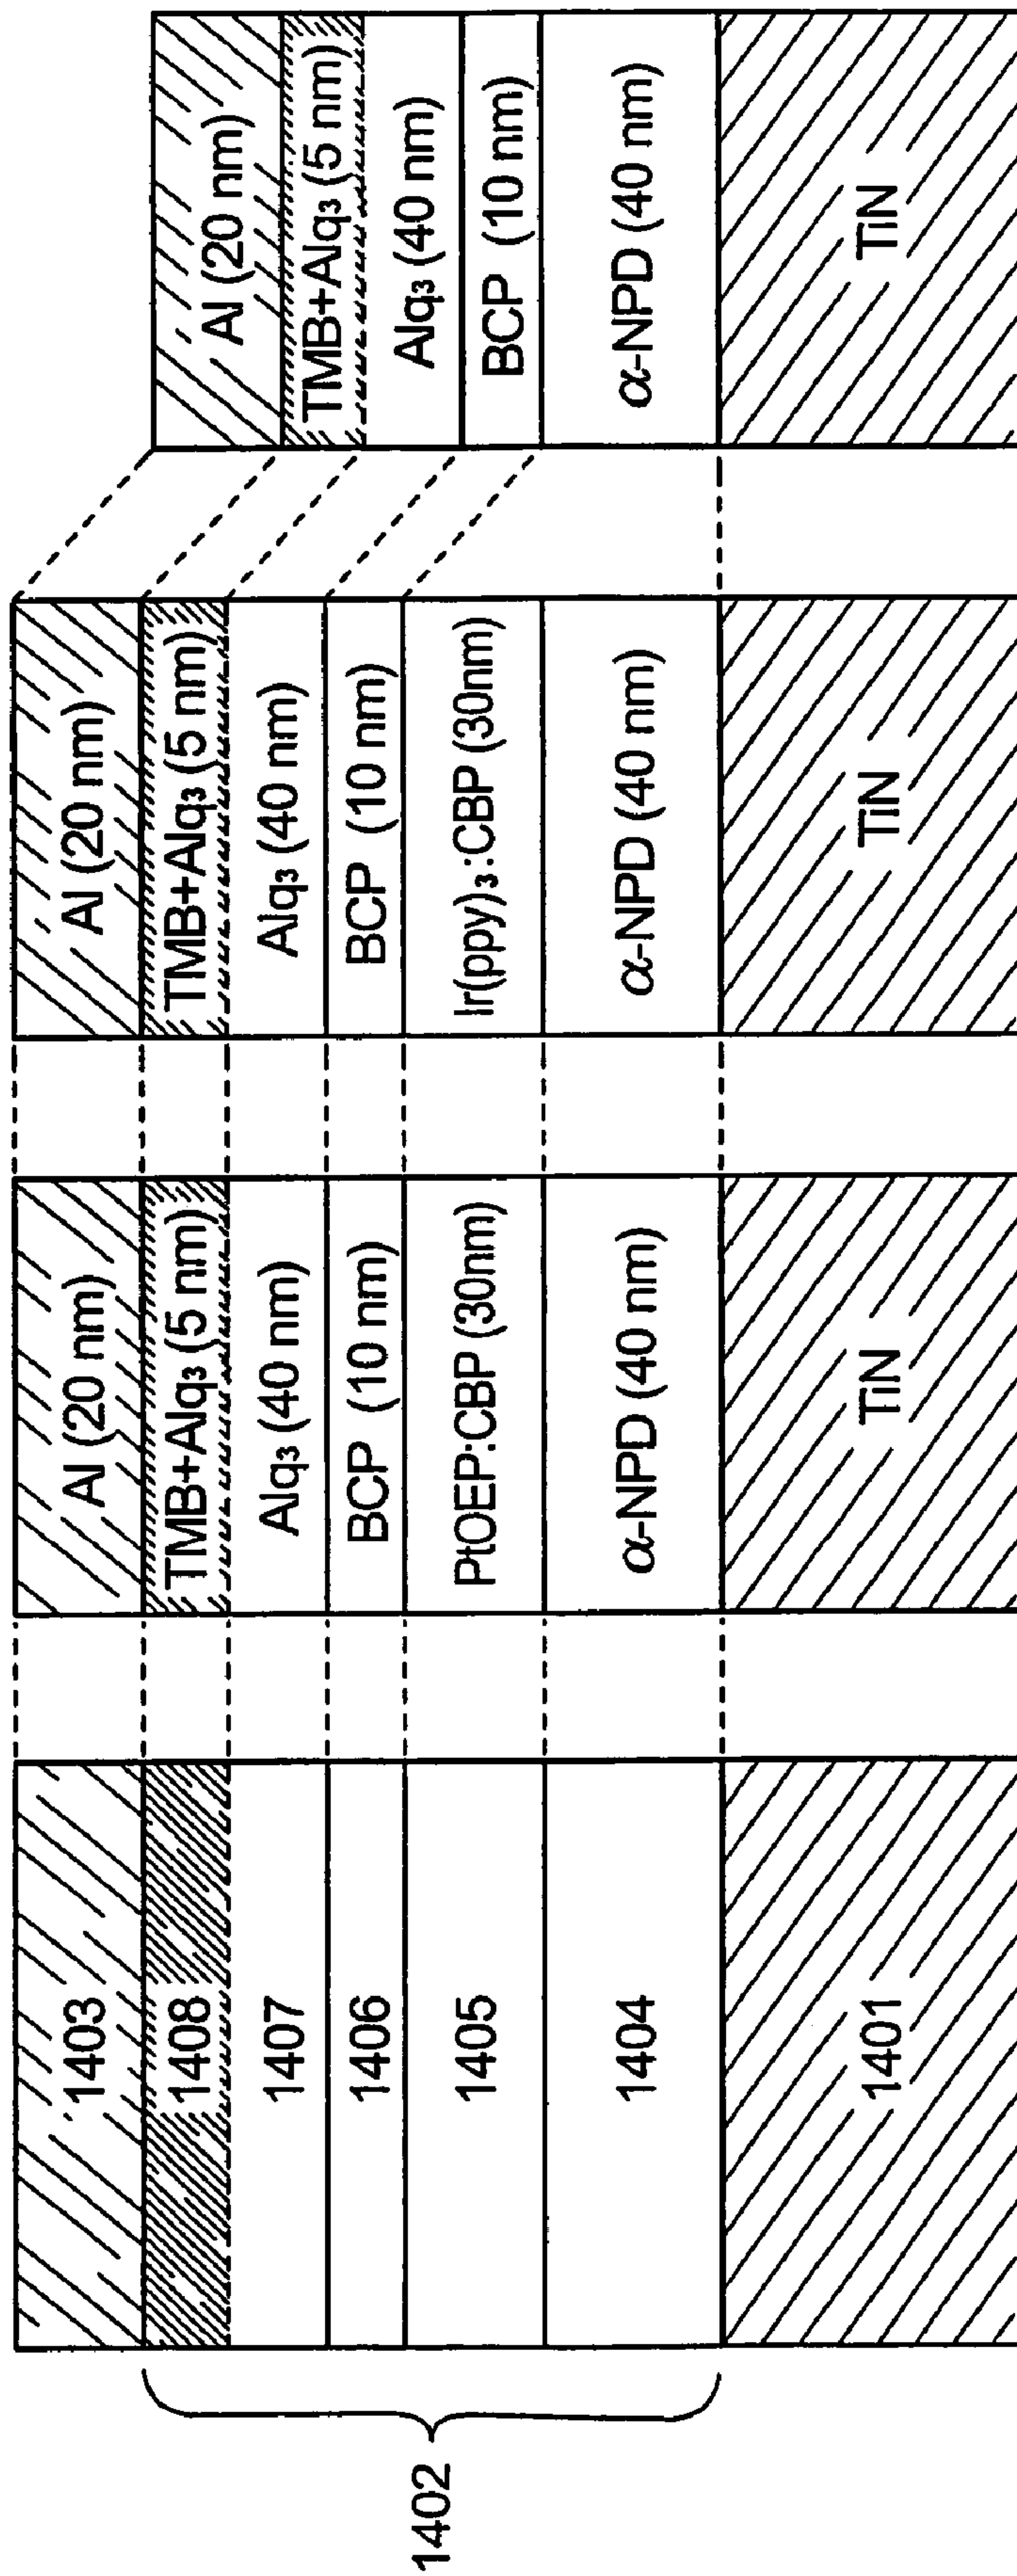 1402
1403
1408
1407
1406
1405
1404
1401
Al (20 nm)
TMB+Alq₃ (5 nm)
Alq₃ (40 nm)
BCP (10 nm)
PtOEP:CBP (30nm)
α-NPD (40 nm)
TiN
Al (20 nm)
TMB+Alq₃ (5 nm)
Alq₃ (40 nm)
BCP (10 nm)
Ir(ppy)₃:CBP (30nm)
α-NPD (40 nm)
TiN
Al (20 nm)
TMB+Alq₃ (5 nm)
Alq₃ (40 nm)
BCP (10 nm)
α-NPD (40 nm)
TiN